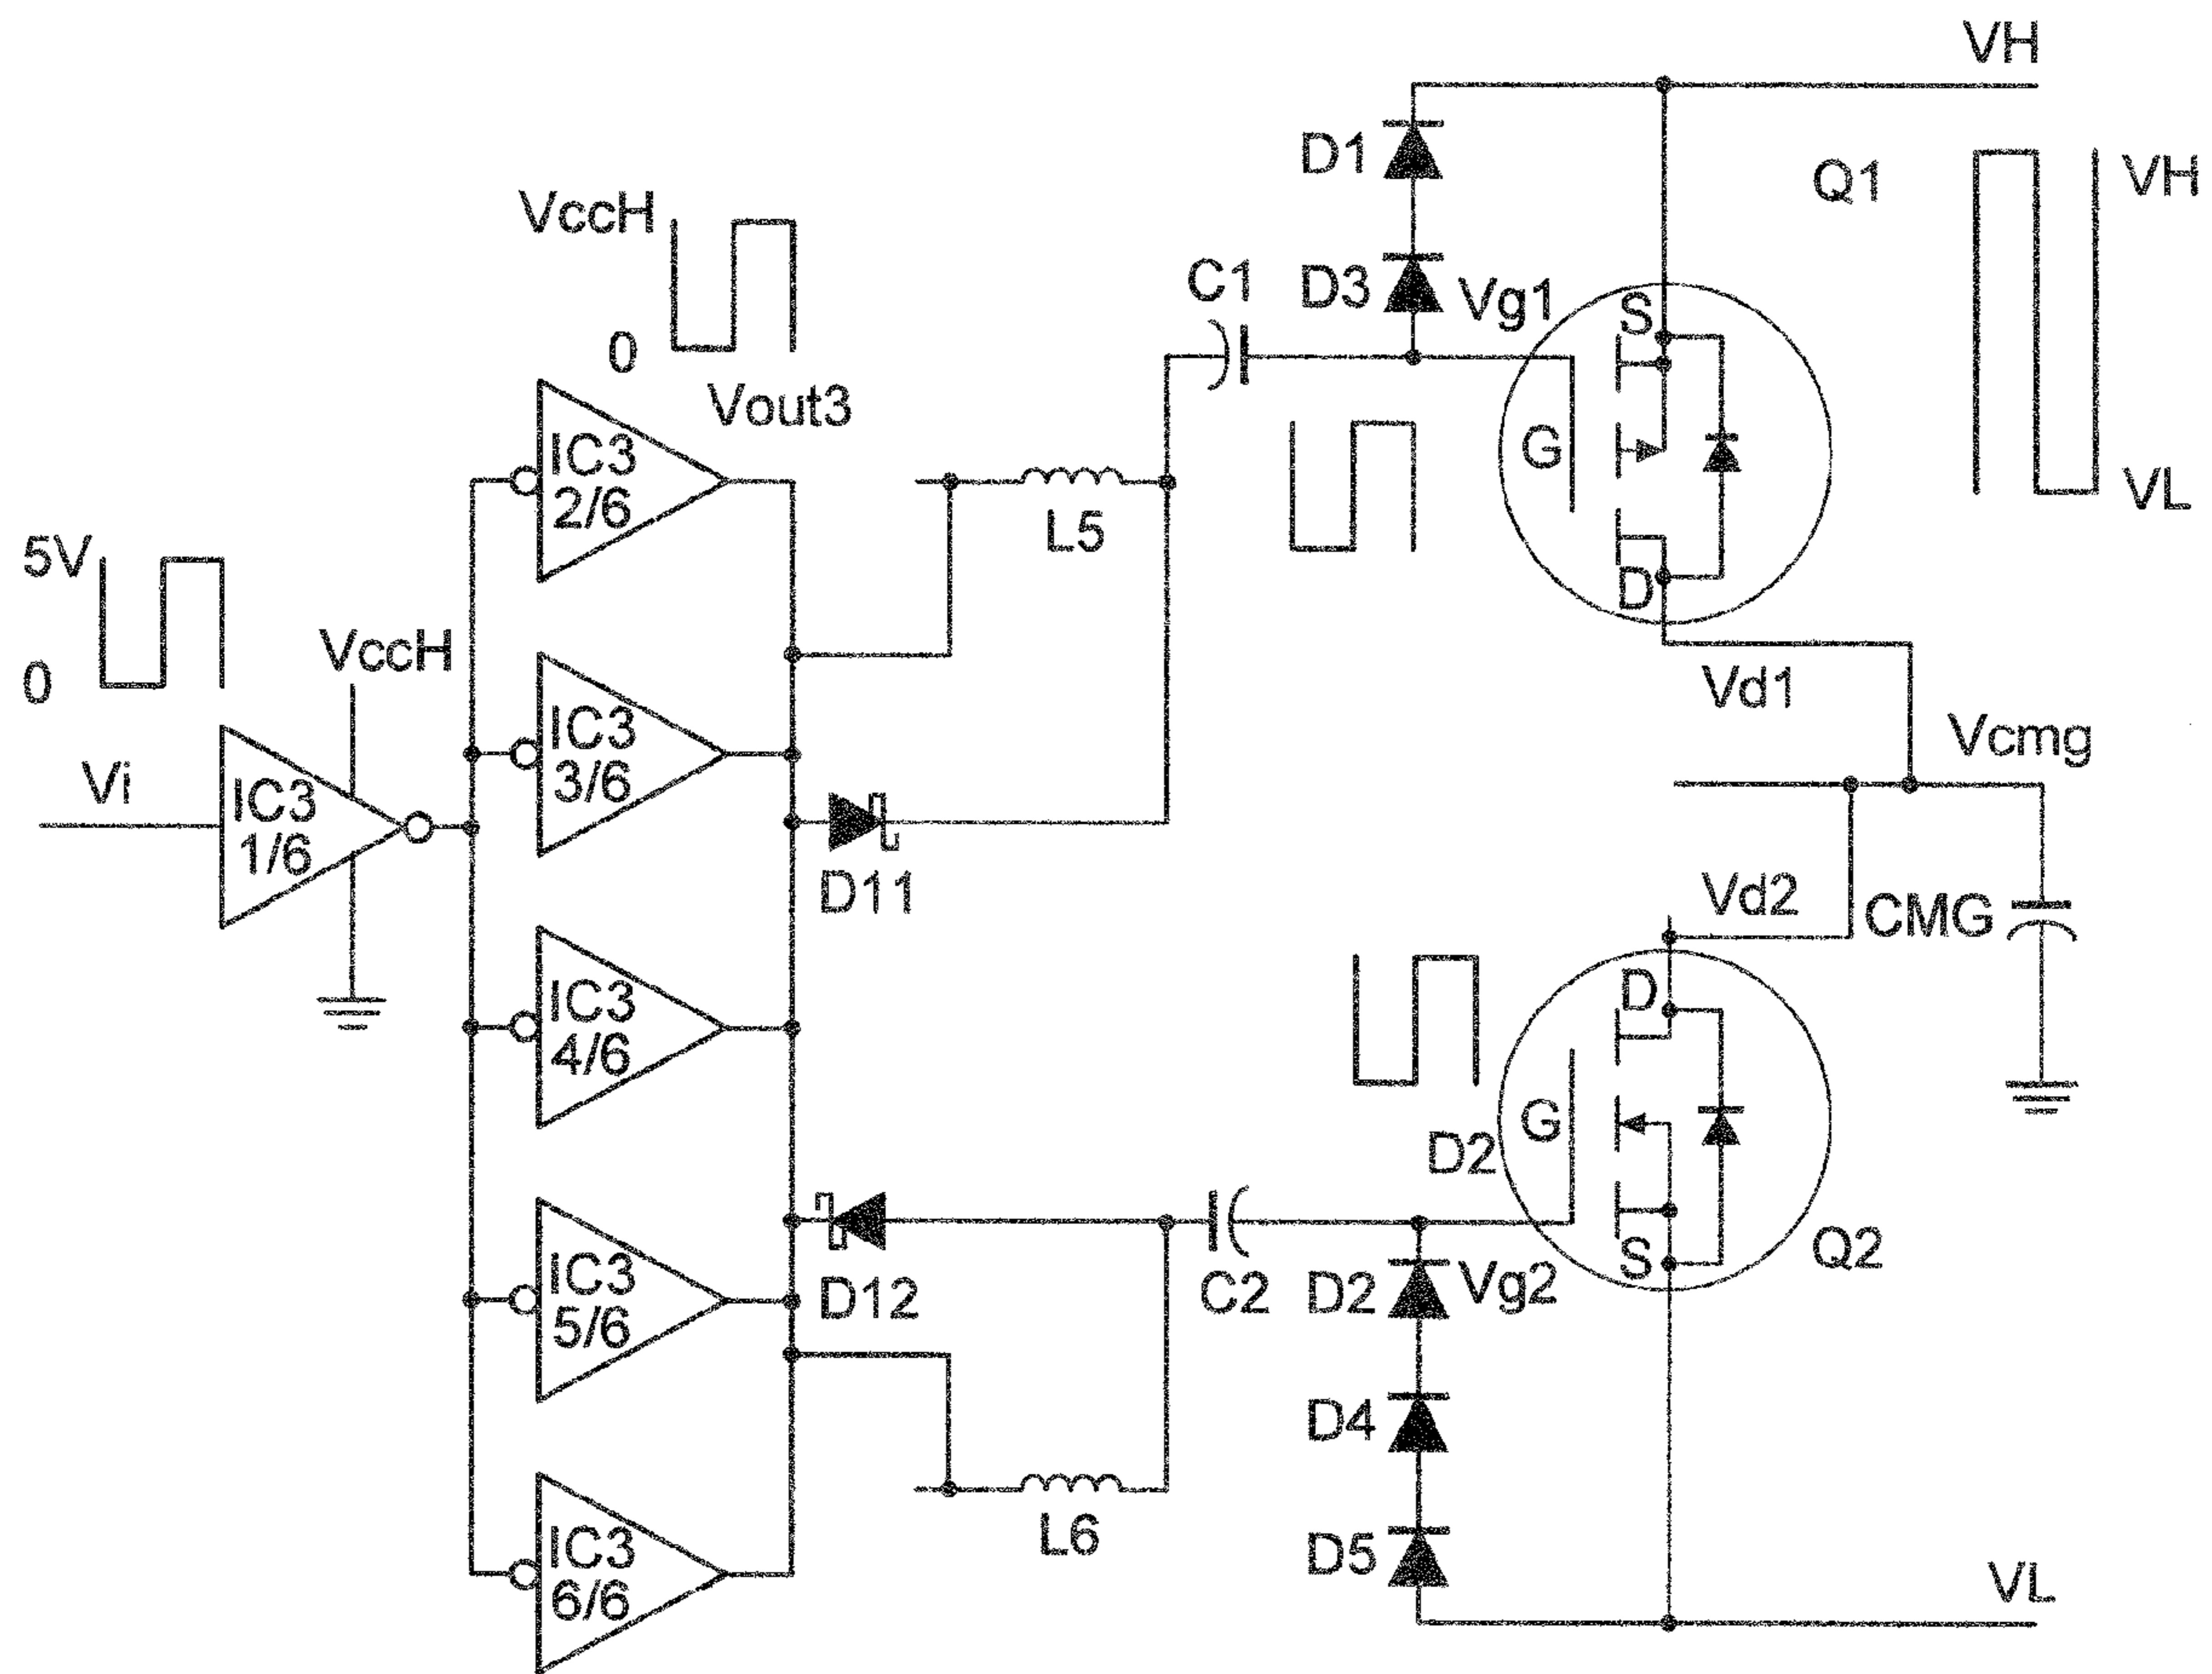 VH
D1
Q1
VH
VccH
C1
D3
Vg1
S
0
Vout3
IC3
2/6
G
L5
VL
5V
D
0
VccH
Vd1
IC3
3/6
Vcmg
Vi
IC3
1/6
D11
Vd2
CMG
IC3
4/6
D
G
D2
S
Q2
IC3
5/6
D12
C2
D2
Vg2
D4
L6
IC3
6/6
D5
VL